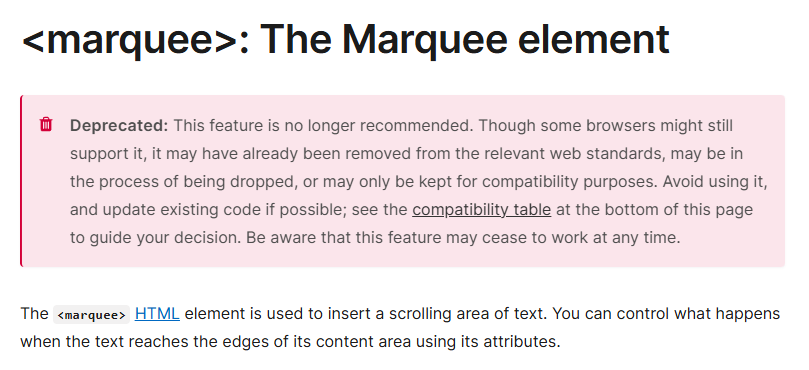 <marquee>: The Marquee element
Deprecated: This feature is no longer recommended. Though some browsers might still
support it, it may have already been removed from the relevant web standards, may be in
the process of being dropped, or may only be kept for compatibility purposes. Avoid using it,
and update existing code if possible; see the compatibility table at the bottom of this page
to guide your decision. Be aware that this feature may cease to work at any time.
The <marquee> HTML element is used to insert a scrolling area of text. You can control what happens
when the text reaches the edges of its content area using its attributes.